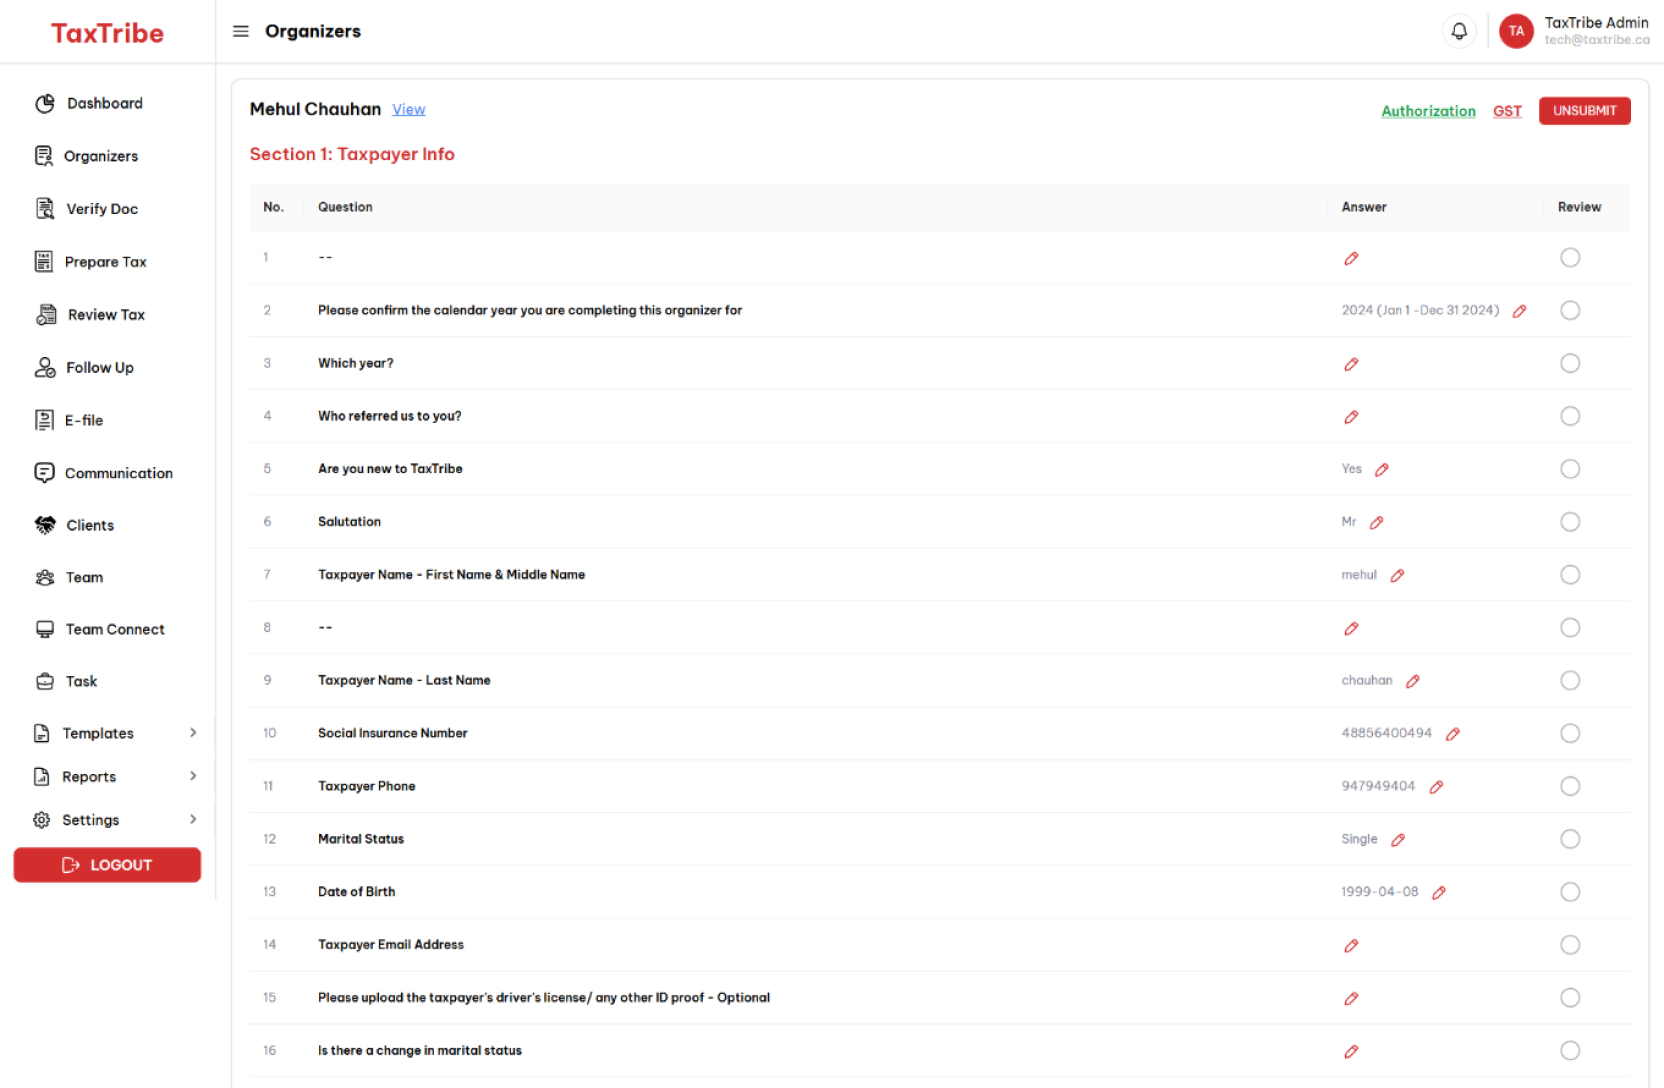 TaxTribe
Organizers
TA
TaxTribe Admin
tech@taxtribe.ca
Dashboard
Organizers
Verify Doc
Prepare Tax
Review Tax
Follow Up
E-file
Communication
Clients
Team
Team Connect
Task
Templates
Reports
Settings
LOGOUT
Mehul Chauhan View
Authorization GST UNSUBMIT
Section 1: Taxpayer Info
No. Question Answer Review
1 --
2 Please confirm the calendar year you are completing this organizer for 2024 (Jan 1 -Dec 31 2024)
3 Which year?
4 Who referred us to you?
5 Are you new to TaxTribe Yes
6 Salutation Mr
7 Taxpayer Name - First Name & Middle Name mehul
8 --
9 Taxpayer Name - Last Name chauhan
10 Social Insurance Number 48856400494
11 Taxpayer Phone 947949404
12 Marital Status Single
13 Date of Birth 1999-04-08
14 Taxpayer Email Address
15 Please upload the taxpayer's driver's license/ any other ID proof - Optional
16 Is there a change in marital status